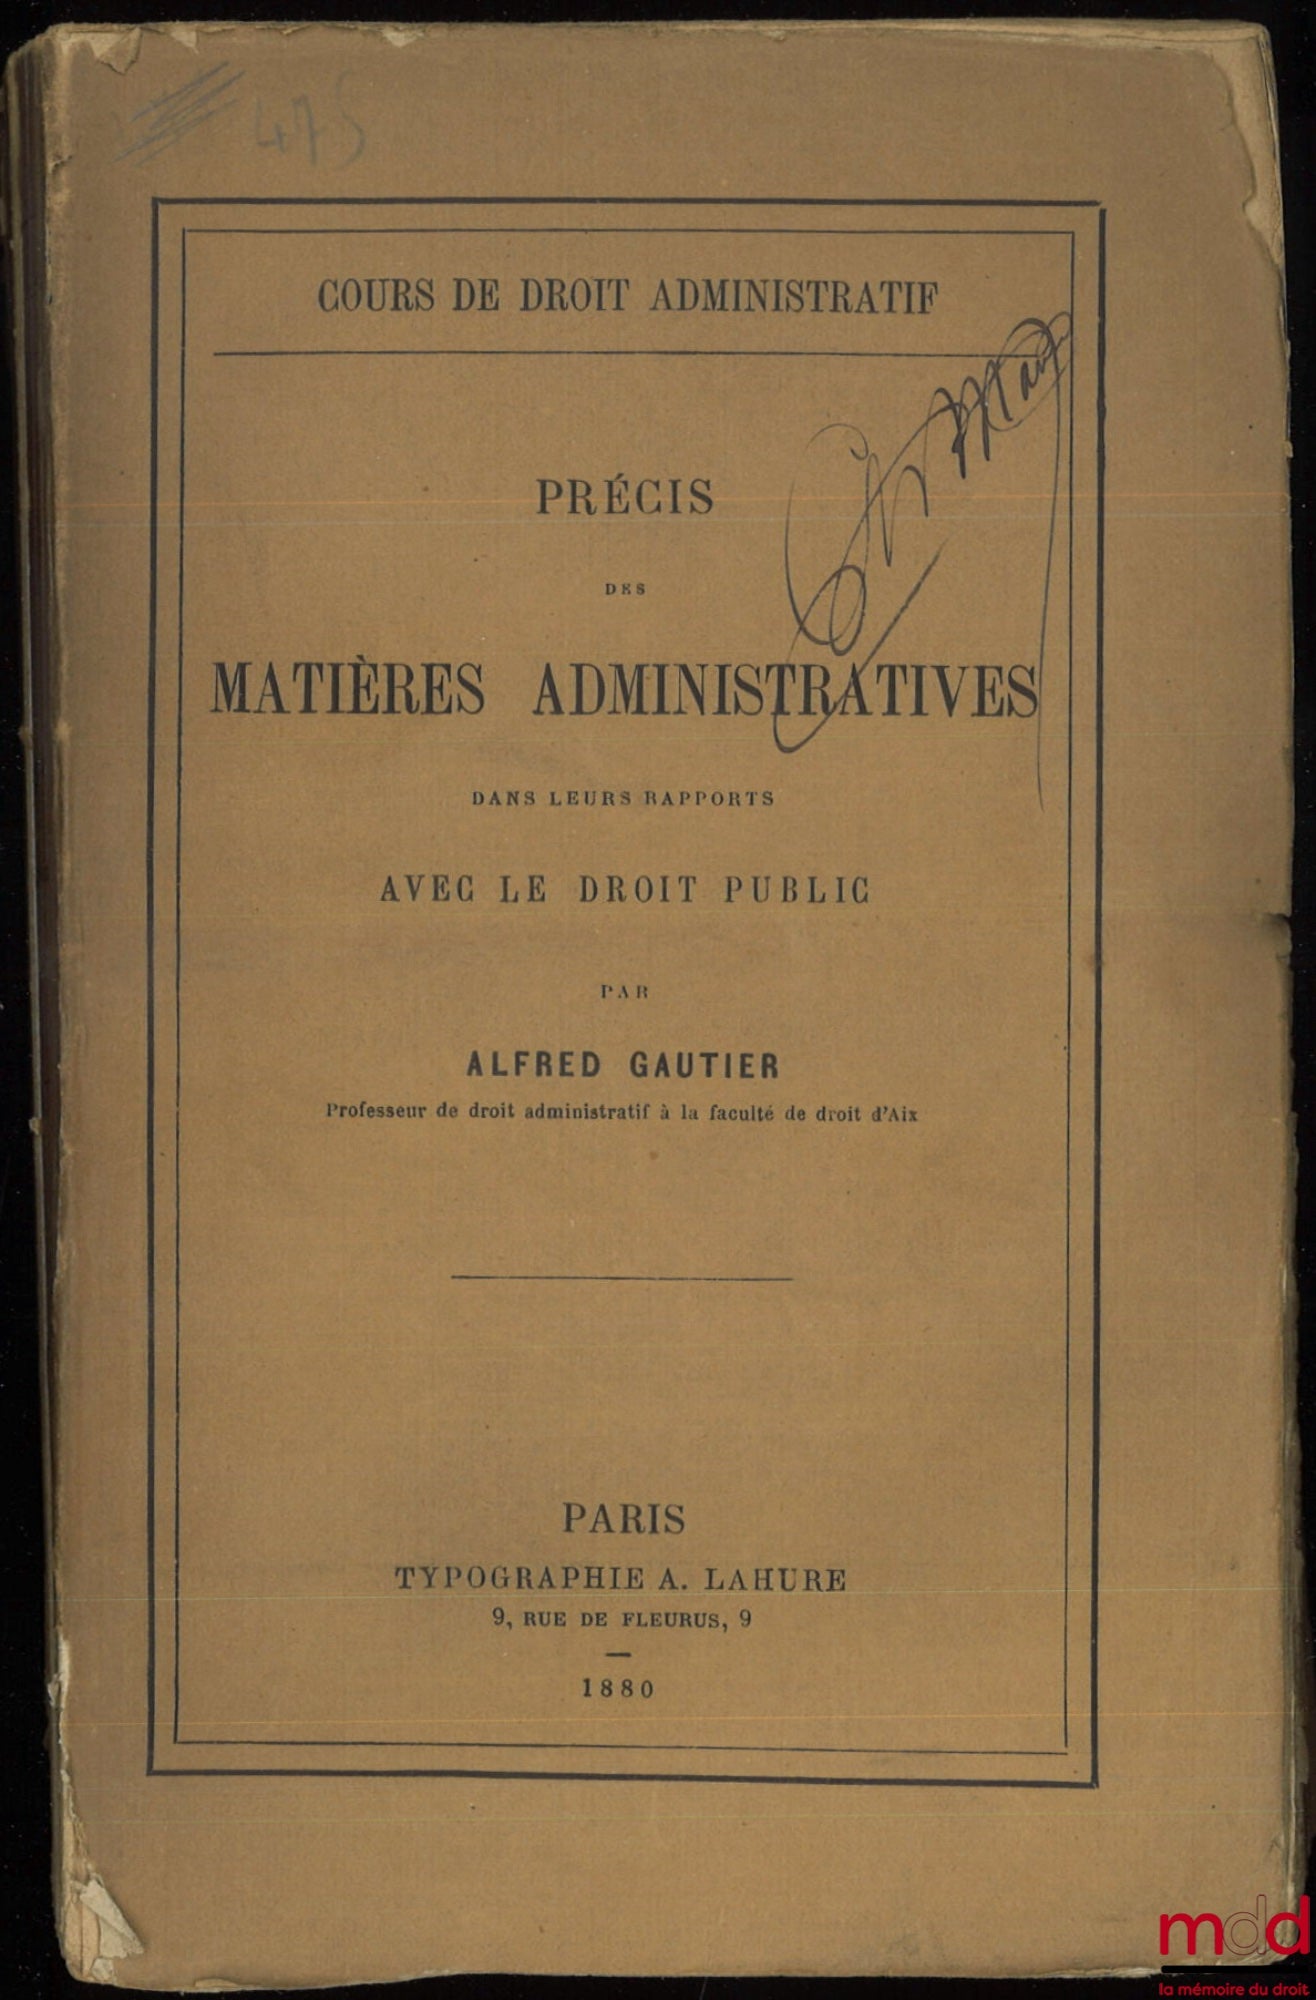 475
COURS DE DROIT ADMINISTRATIF
PRÉCIS
DES
MATIÈRES ADMINISTRATIVES
DANS LEURS RAPPORTS
AVEC LE DROIT PUBLIC
PAR
ALFRED GAUTIER
Professeur de droit administratif à la faculté de droit d'Aix
PARIS
TYPOGRAPHIE A. LAHURE
9, RUE DE FLEURUS, 9
1880
mdd
la mémoire du droit